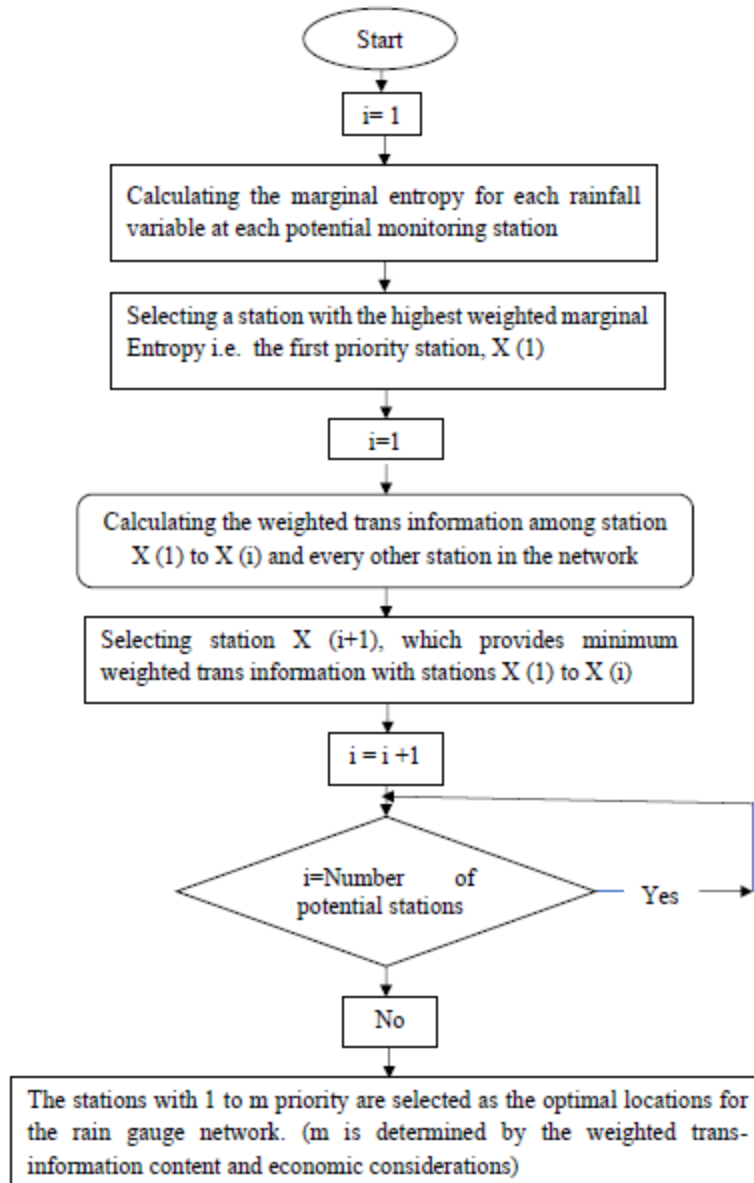 Start
i= 1
Calculating the marginal entropy for each rainfall
variable at each potential monitoring station
Selecting a station with the highest weighted marginal
Entropy i.e. the first priority station, X (1)
i=1
Calculating the weighted trans information among station
X (1) to X (i) and every other station in the network
Selecting station X (i+1), which provides minimum
weighted trans information with stations X (1) to X (i)
i = i +1
i=Number of
potential stations
Yes
No
The stations with 1 to m priority are selected as the optimal locations for
the rain gauge network. (m is determined by the weighted trans-
information content and economic considerations)